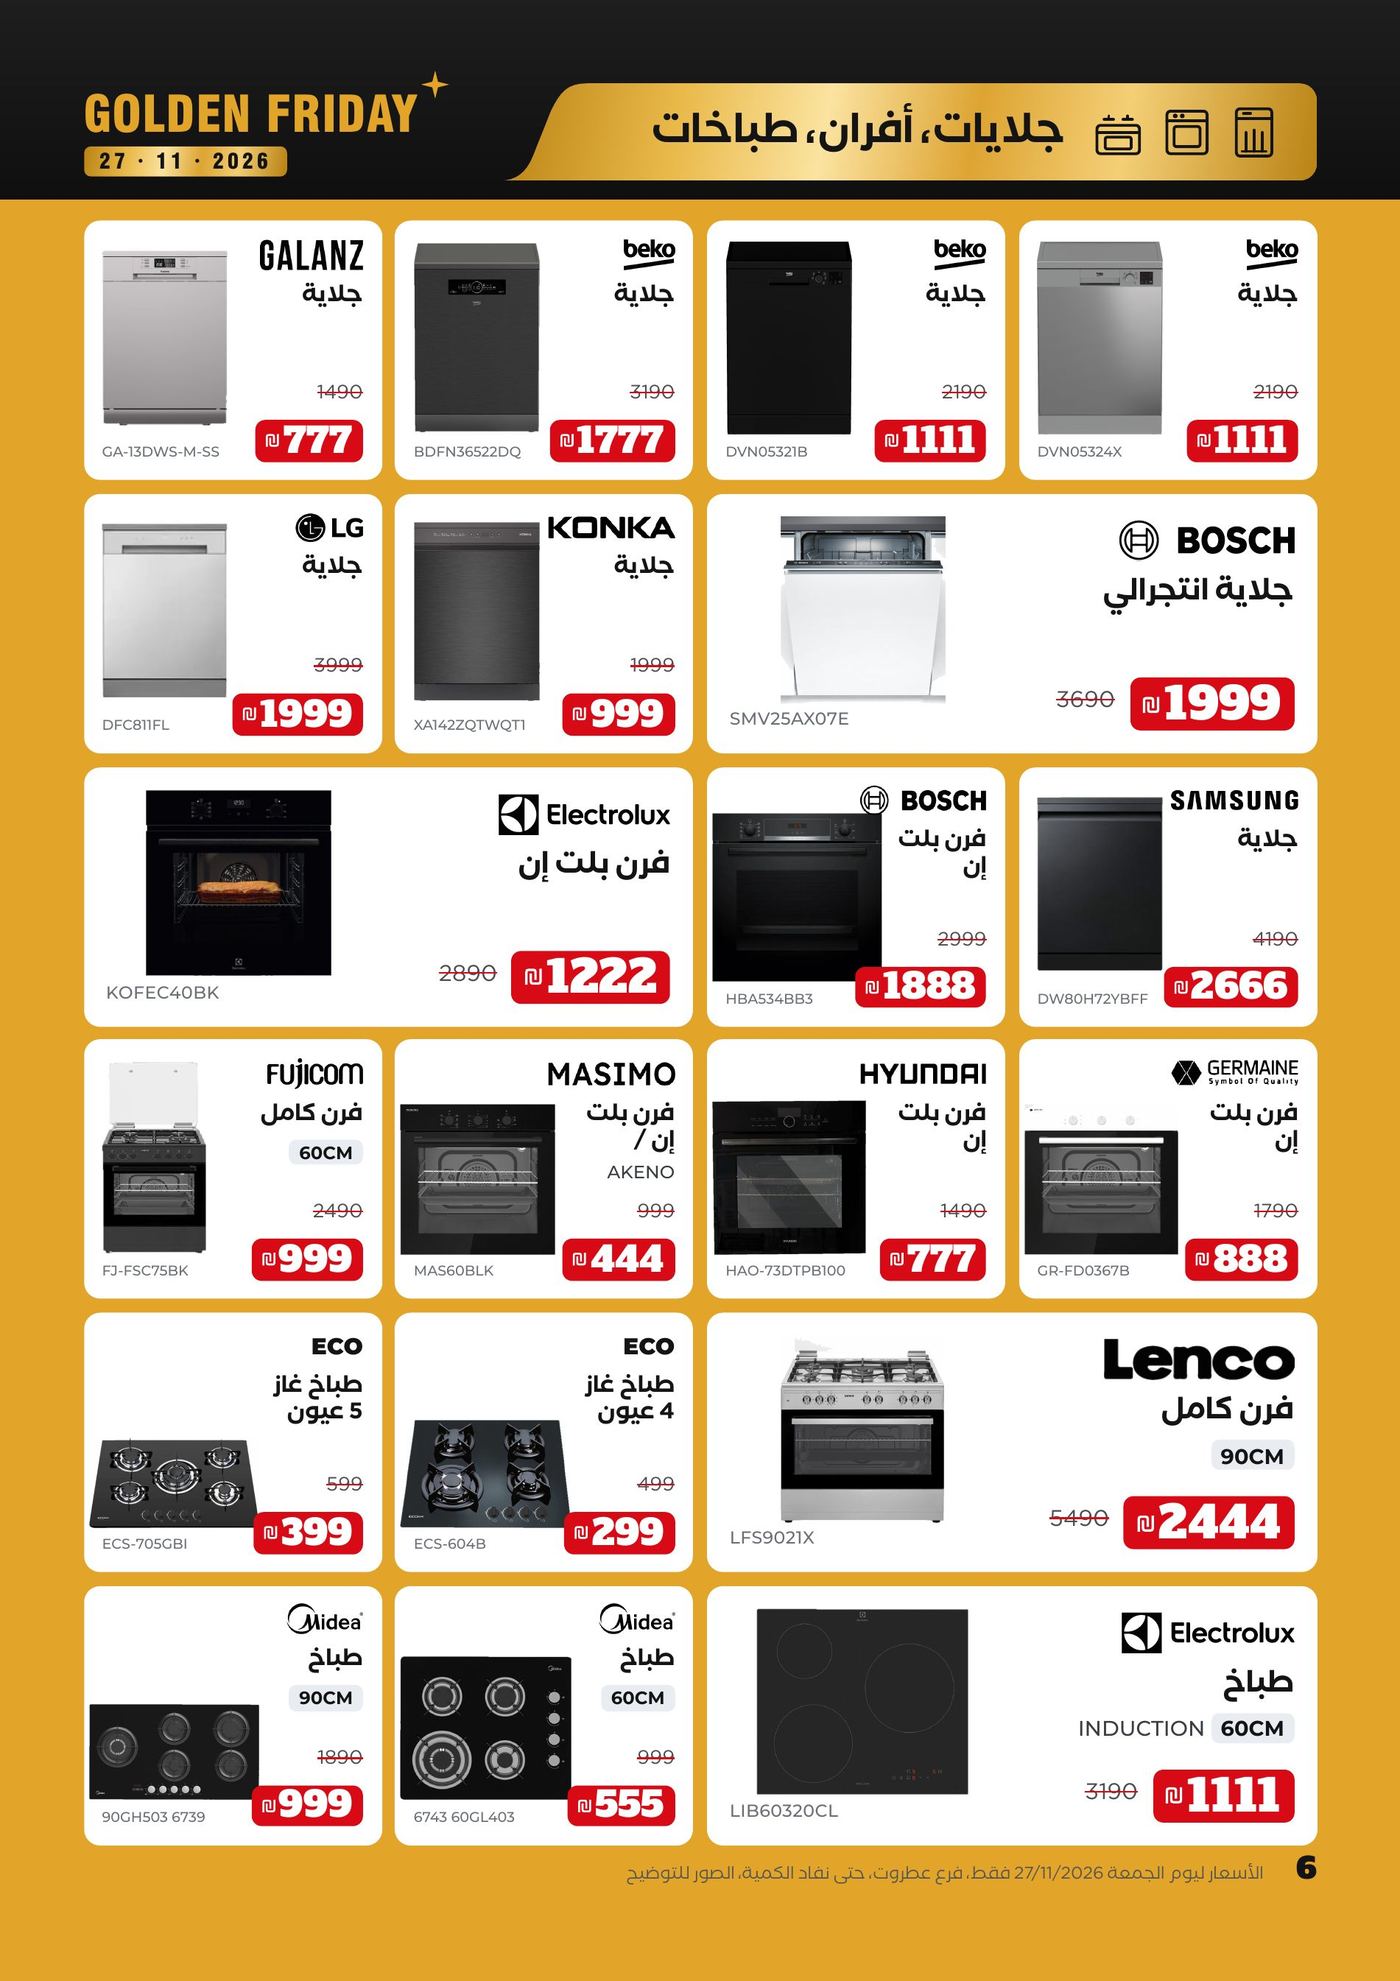 GOLDEN FRIDAY
27 · 11 · 2026
جلايات، أفران، طباخات
beko
جلاية
2190
₪1111
DVN05324X
beko
جلاية
2190
₪1111
DVN05321B
beko
جلاية
3190
₪1777
BDFN36522DQ
GALANZ
جلاية
1490
₪777
GA-13DWS-M-SS
BOSCH
جلاية انتجرالي
3690
₪1999
SMV25AX07E
KONKA
جلاية
1999
₪999
XA142ZQTWQT1
LG
جلاية
3999
₪1999
DFC811FL
SAMSUNG
جلاية
4190
₪2666
DW80H72YBFF
BOSCH
فرن بلت
إن
2999
₪1888
HBA534BB3
Electrolux
فرن بلت إن
2890
₪1222
KOFEC40BK
GERMAINE
Symbol Of Quality
فرن بلت
إن
1790
₪888
GR-FD0367B
HYUNDAI
فرن بلت
إن
1490
₪777
HAO-73DTPB100
MASIMO
فرن بلت
إن /
AKENO
999
₪444
MAS60BLK
FUJICOM
فرن كامل
60CM
2490
₪999
FJ-FSC75BK
Lenco
فرن كامل
90CM
5490
₪2444
LFS9021X
ECO
طباخ غاز
4 عيون
499
₪299
ECS-604B
ECO
طباخ غاز
5 عيون
599
₪399
ECS-705GBI
Electrolux
طباخ
INDUCTION 60CM
3190
₪1111
LIB60320CL
Midea
طباخ
60CM
999
₪555
6743 60GL403
Midea
طباخ
90CM
1890
₪999
90GH503 6739
الأسعار ليوم الجمعة 27/11/2026 فقط، فرع عطروت، حتى نفاد الكمية، الصور للتوضيح
6